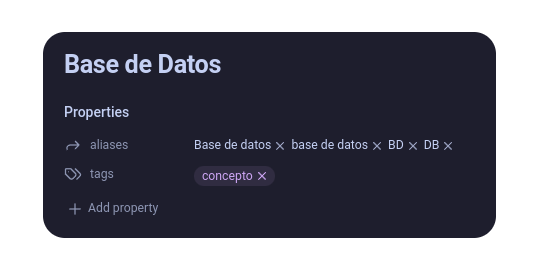 Base de Datos
Properties
aliases Base de datos × base de datos × BD × DB ×
tags concepto ×
+ Add property